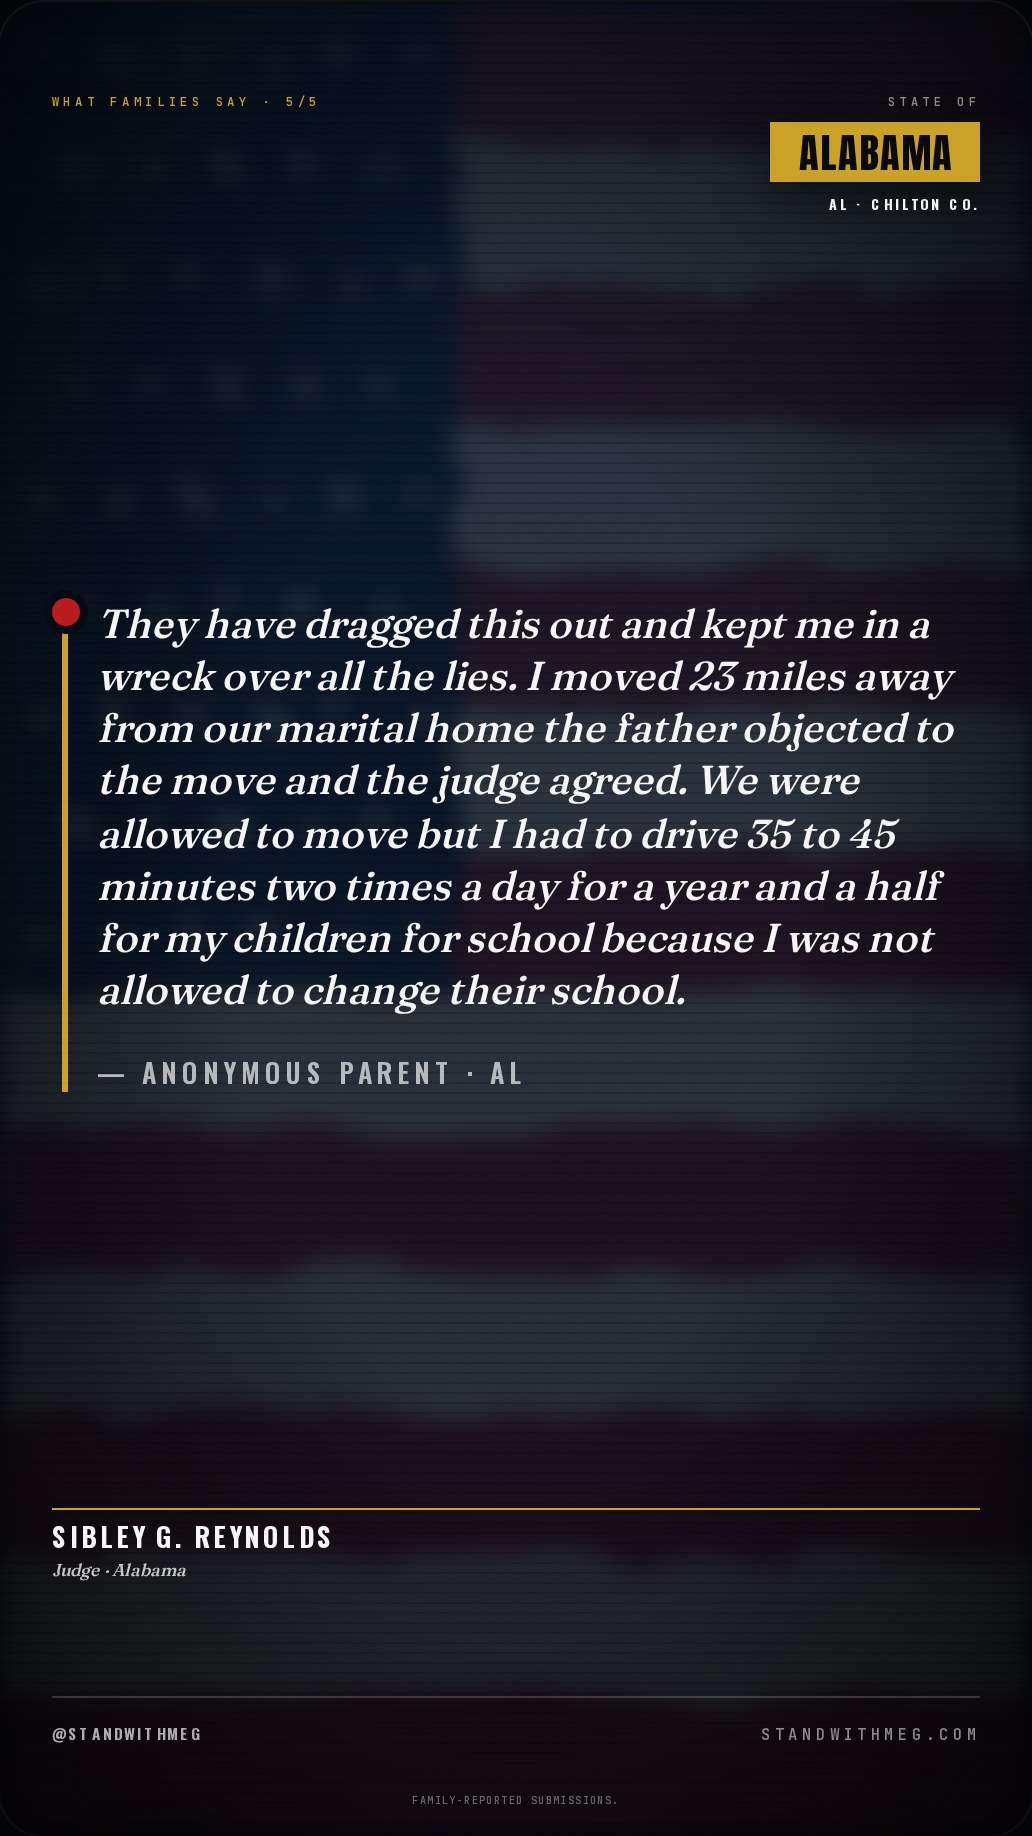 WHAT FAMILIES SAY · 5/5
STATE OF
ALABAMA
AL · CHILTON CO.
They have dragged this out and kept me in a
wreck over all the lies. I moved 23 miles away
from our marital home the father objected to
the move and the judge agreed. We were
allowed to move but I had to drive 35 to 45
minutes two times a day for a year and a half
for my children for school because I was not
allowed to change their school.
— ANONYMOUS PARENT · AL
SIBLEY G. REYNOLDS
Judge · Alabama
@STANDWITHMEG
STANDWITHMEG.COM
FAMILY-REPORTED SUBMISSIONS.